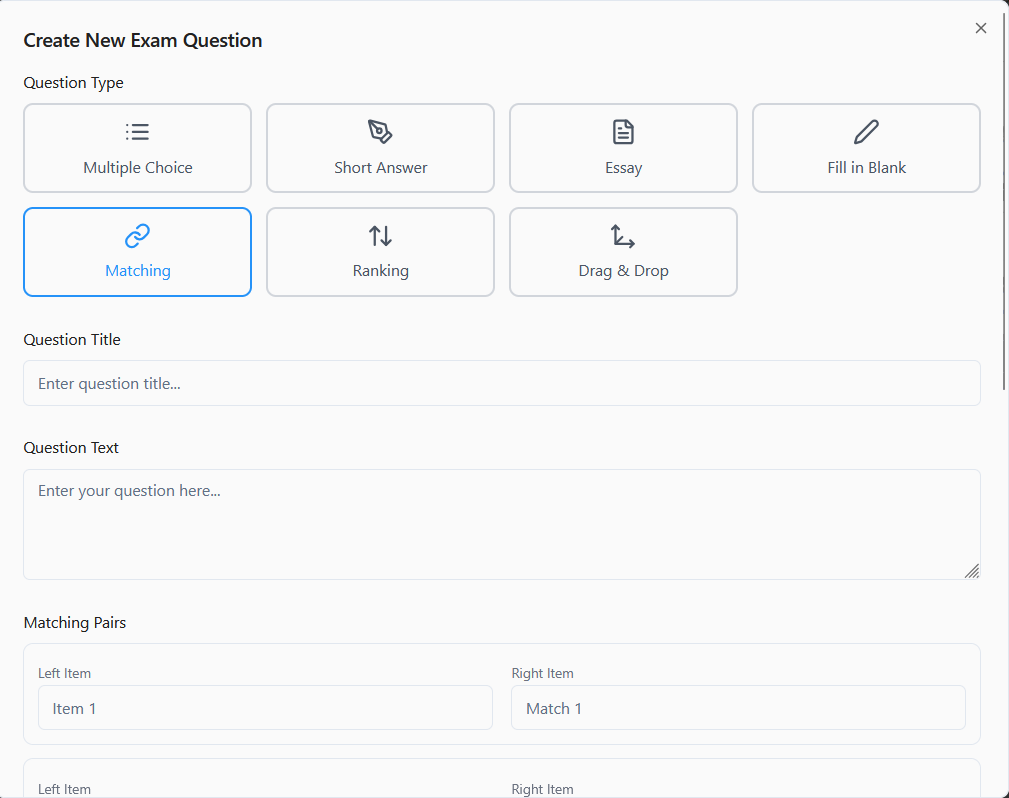 Create New Exam Question
Question Type
Multiple Choice
Short Answer
Essay
Fill in Blank
Matching
Ranking
Drag & Drop
Question Title
Enter question title...
Question Text
Enter your question here...
Matching Pairs
Left Item
Right Item
Item 1
Match 1
Left Item
Right Item